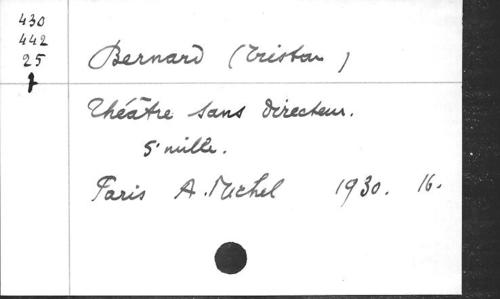 430
442
25
Bernard (Tristan)
Théâtre sans directeur.
5e mille.
Paris A. Michel 1930. 16.